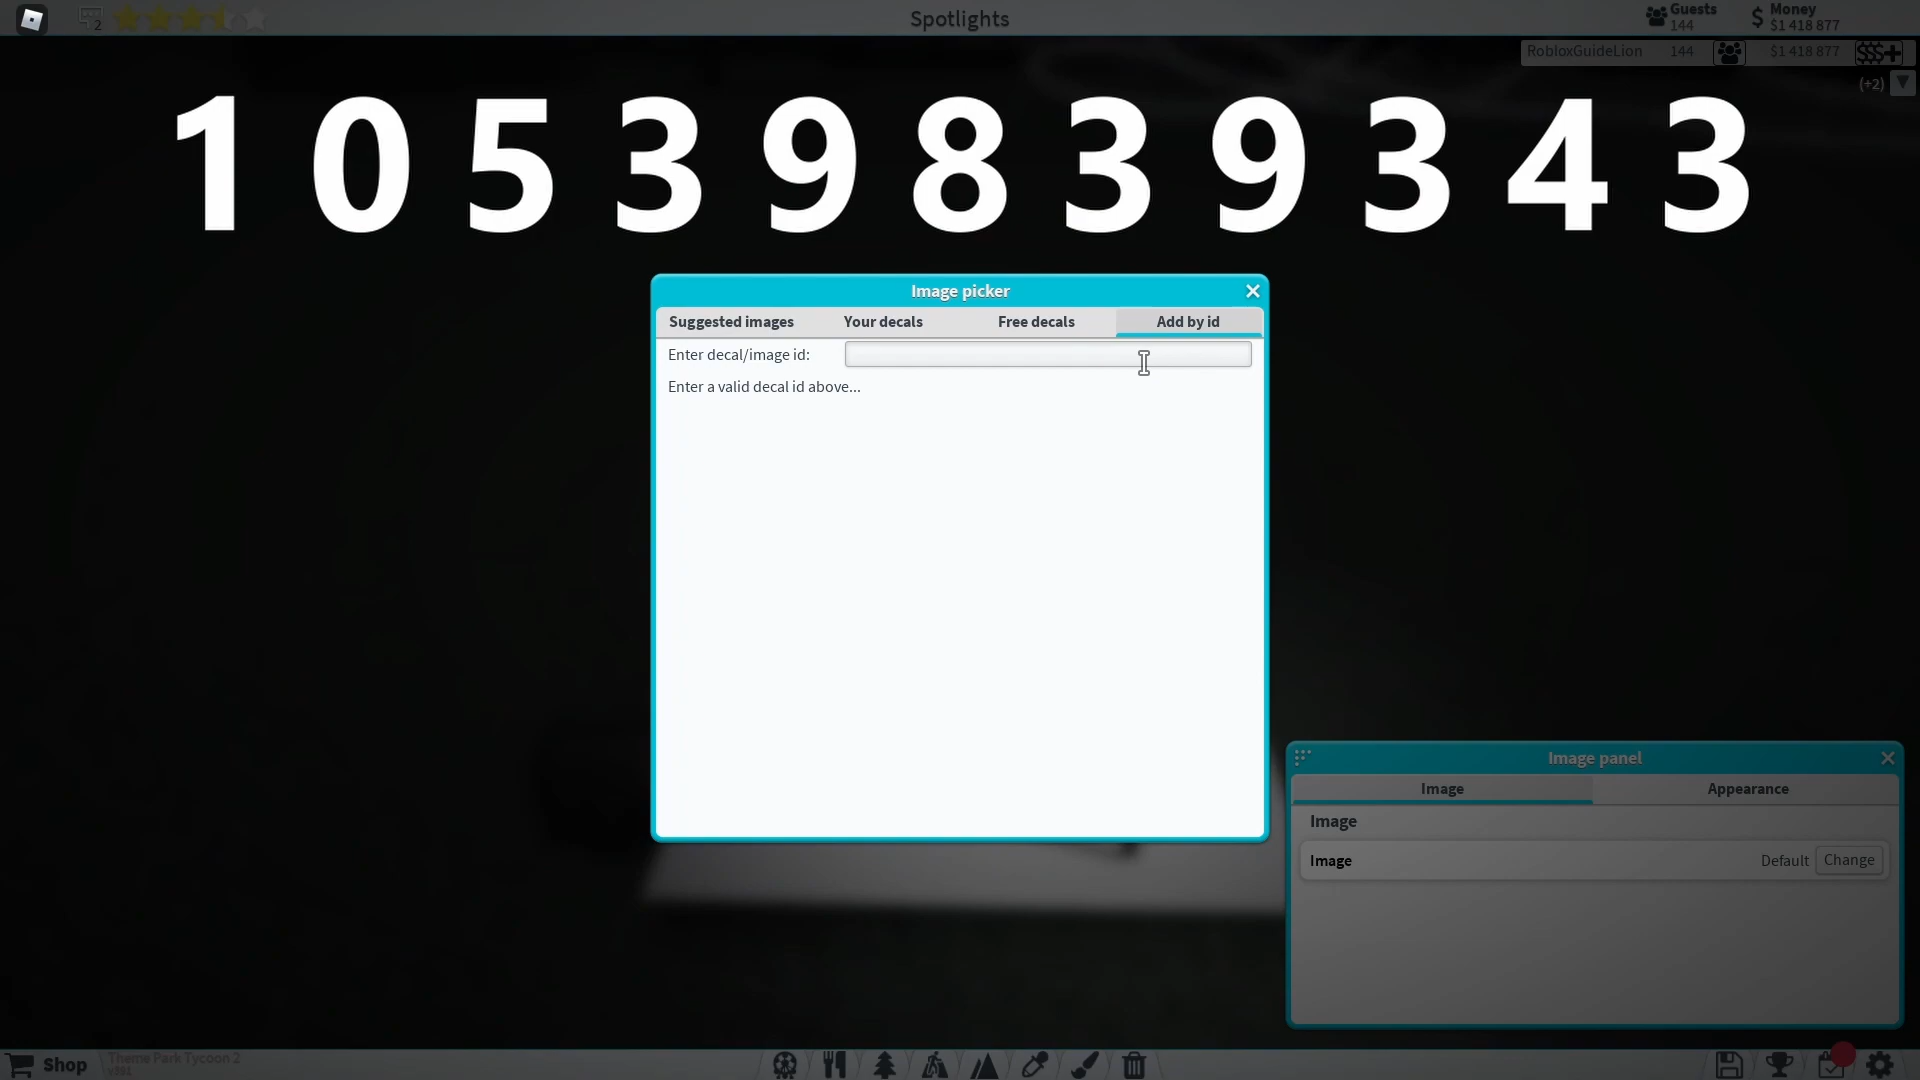 2
Spotlights
Guests
144
Money
$1 418 877
RobloxGuideLion 144 $1 418 877 $$$+
(+2)
1 0 5 3 9 8 3 9 3 4 3
Image picker
Suggested images Your decals Free decals Add by id
Enter decal/image id:
Enter a valid decal id above...
Image panel
Image Appearance
Image
Image Default Change
Shop
Theme Park Tycoon 2